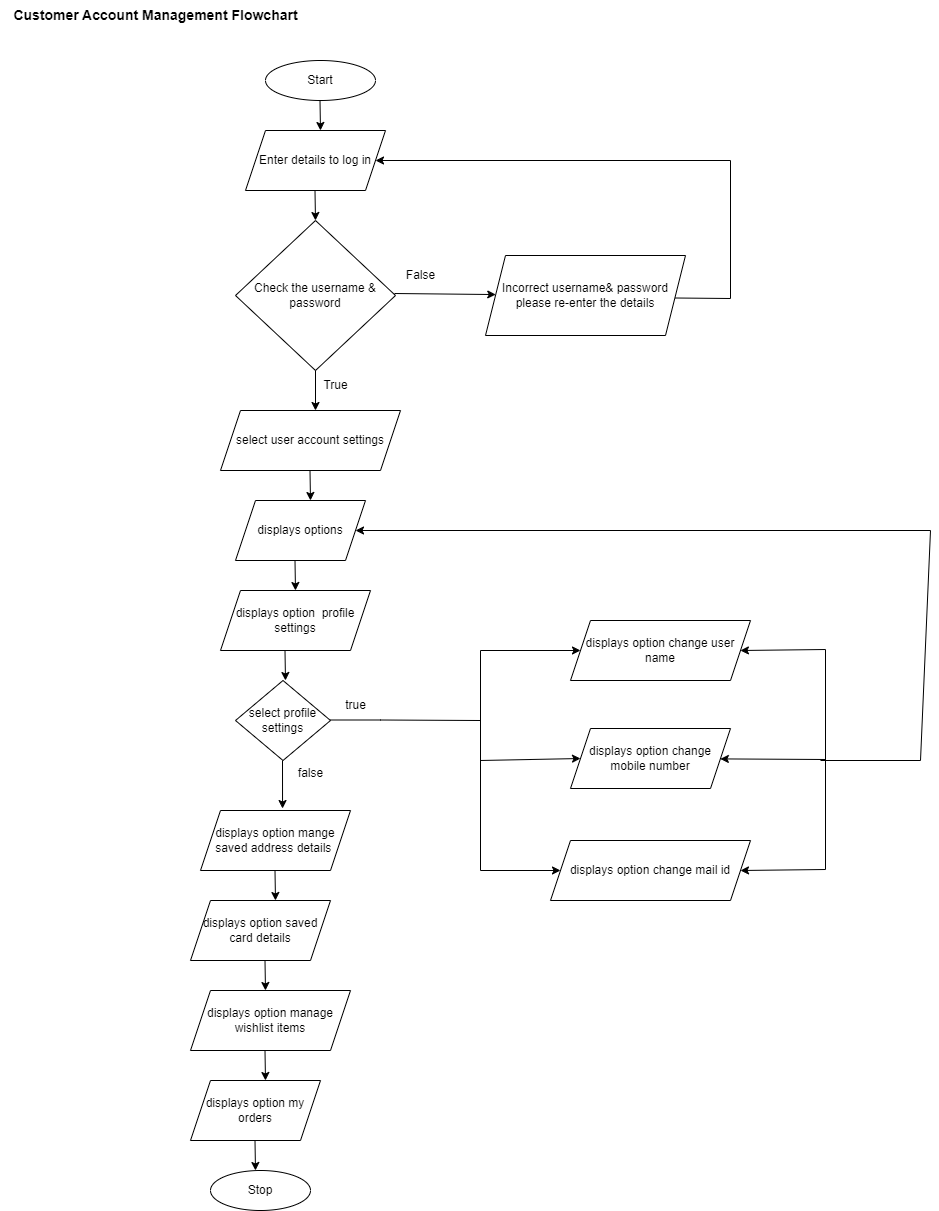 Customer Account Management Flowchart
Start
Enter details to log in
Check the username &
password
False
Incorrect username& password
please re-enter the details
True
select user account settings
displays options
displays option  profile
settings
select profile
settings
true
displays option change user
name
displays option change
mobile number
displays option change mail id
false
displays option mange
saved address details
displays option saved
card details
displays option manage
wishlist items
displays option my
orders
Stop